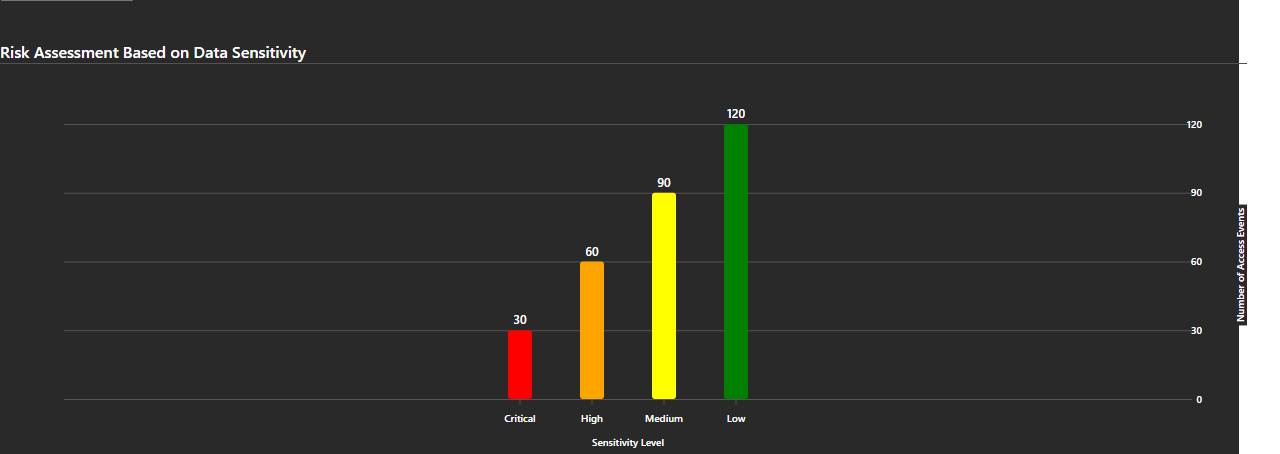 Risk Assessment Based on Data Sensitivity
120
90
60
30
120
90
60
30
0
Number of Access Events
Critical
High
Medium
Low
Sensitivity Level